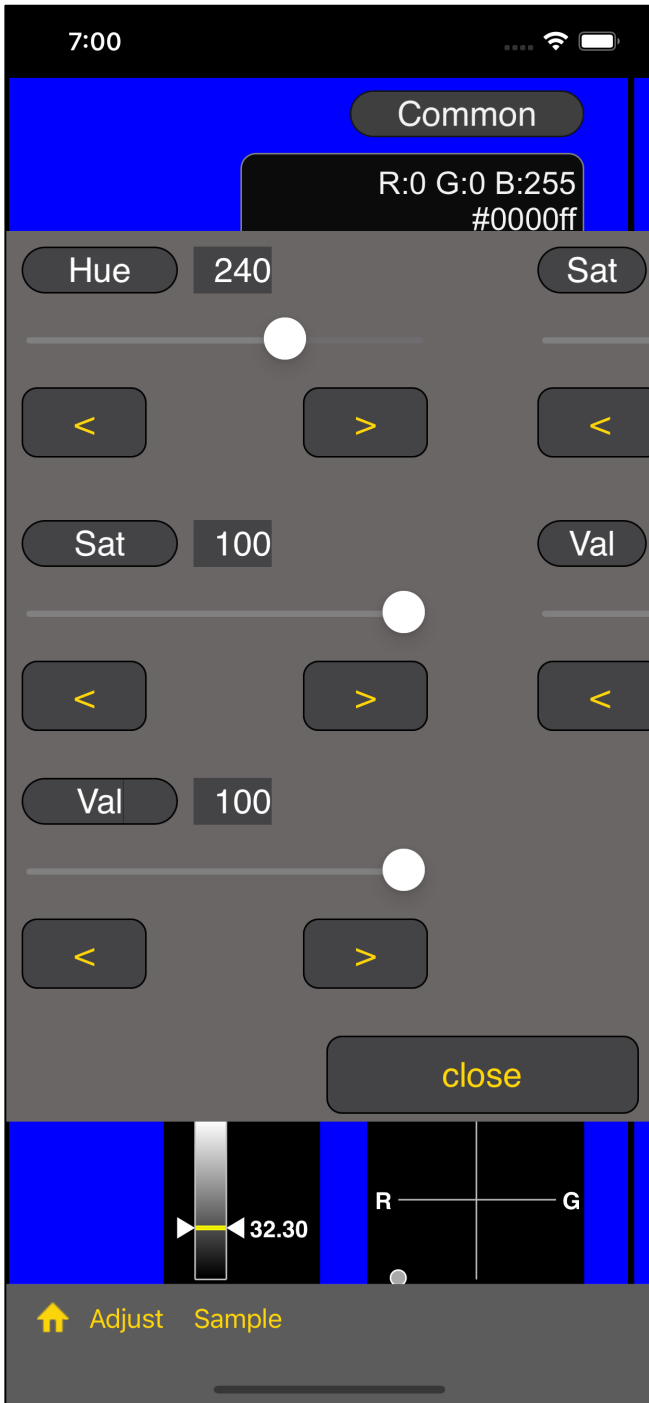 7:00
Common
R:0 G:0 B:255
#0000ff
Hue 240 Sat
< > <
Sat 100 Val
< > <
Val 100
< >
close
R G
32.30
Adjust Sample